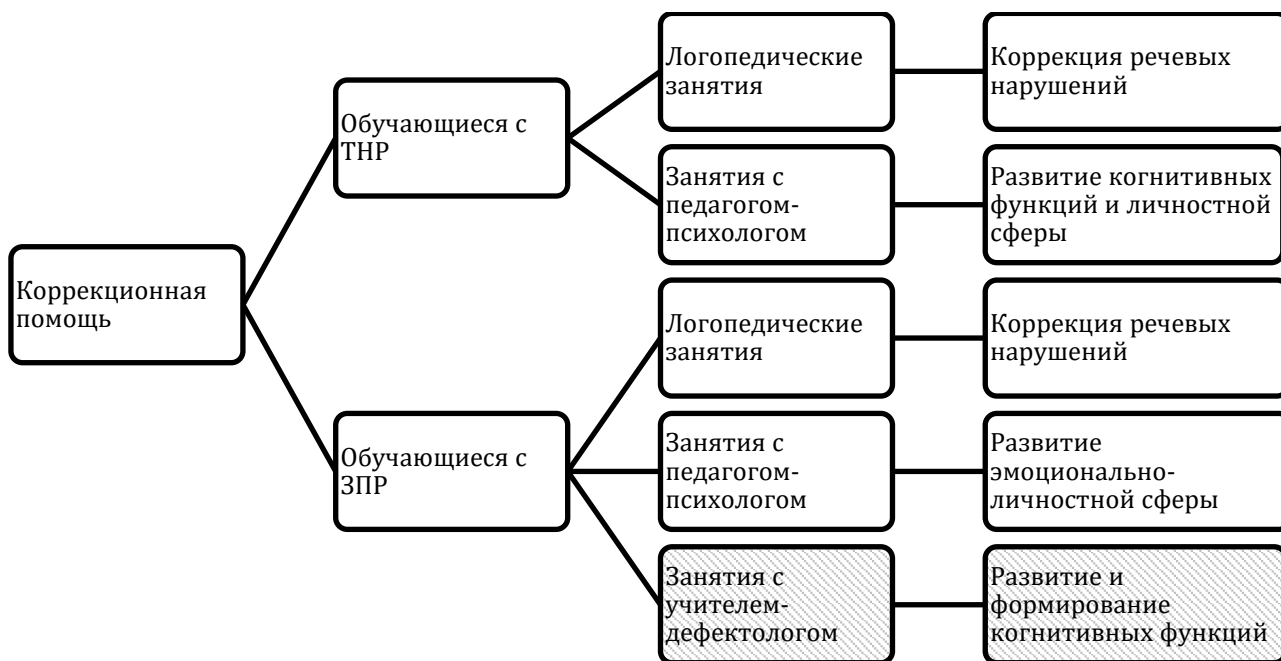 Коррекционная
помощь
Обучающиеся с
ТНР
Логопедические
занятия
Коррекция речевых
нарушений
Занятия с
педагогом-
психологом
Развитие когнитивных
функций и личностной
сферы
Обучающиеся с
ЗПР
Логопедические
занятия
Коррекция речевых
нарушений
Занятия с
педагогом-
психологом
Развитие
эмоционально-
личностной сферы
Занятия с
учителем-
дефектологом
Развитие и
формирование
когнитивных функций